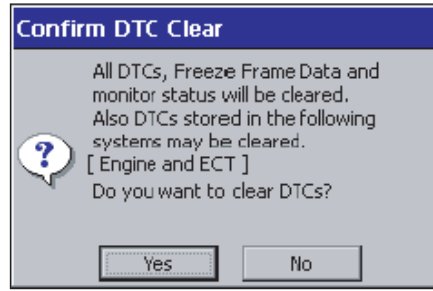 Confirm DTC Clear
All DTCs, Freeze Frame Data and
monitor status will be cleared.
Also DTCs stored in the following
systems may be cleared.
[ Engine and ECT ]
Do you want to clear DTCs?
?
Yes No